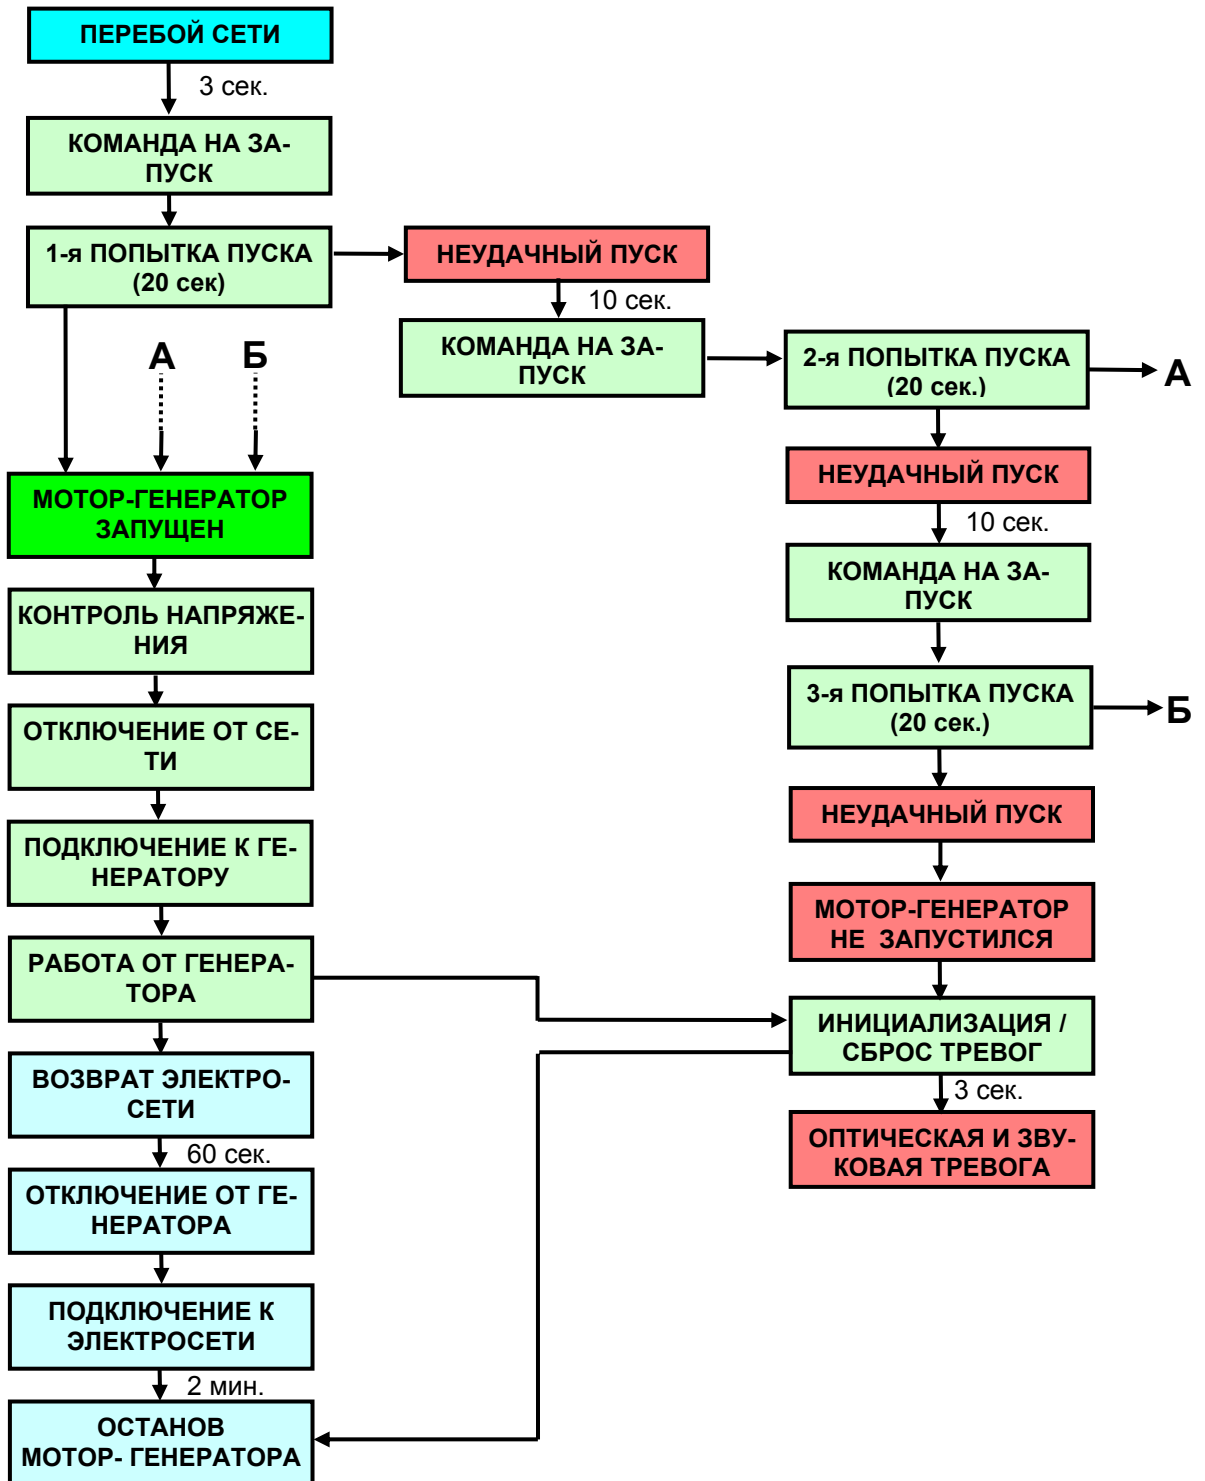 ПЕРЕБОЙ СЕТИ
3 сек.
КОМАНДА НА ЗА-
ПУСК
1-я ПОПЫТКА ПУСКА
(20 сек)
НЕУДАЧНЫЙ ПУСК
10 сек.
КОМАНДА НА ЗА-
ПУСК
2-я ПОПЫТКА ПУСКА
(20 сек.)
А
А
Б
НЕУДАЧНЫЙ ПУСК
10 сек.
КОМАНДА НА ЗА-
ПУСК
3-я ПОПЫТКА ПУСКА
(20 сек.)
Б
НЕУДАЧНЫЙ ПУСК
МОТОР-ГЕНЕРАТОР
НЕ ЗАПУСТИЛСЯ
ИНИЦИАЛИЗАЦИЯ /
СБРОС ТРЕВОГ
3 сек.
ОПТИЧЕСКАЯ И ЗВУ-
КОВАЯ ТРЕВОГА
МОТОР-ГЕНЕРАТОР
ЗАПУЩЕН
КОНТРОЛЬ НАПРЯЖЕ-
НИЯ
ОТКЛЮЧЕНИЕ ОТ СЕ-
ТИ
ПОДКЛЮЧЕНИЕ К ГЕ-
НЕРАТОРУ
РАБОТА ОТ ГЕНЕРА-
ТОРА
ВОЗВРАТ ЭЛЕКТРО-
СЕТИ
60 сек.
ОТКЛЮЧЕНИЕ ОТ ГЕ-
НЕРАТОРА
ПОДКЛЮЧЕНИЕ К
ЭЛЕКТРОСЕТИ
2 мин.
ОСТАНОВ
МОТОР- ГЕНЕРАТОРА